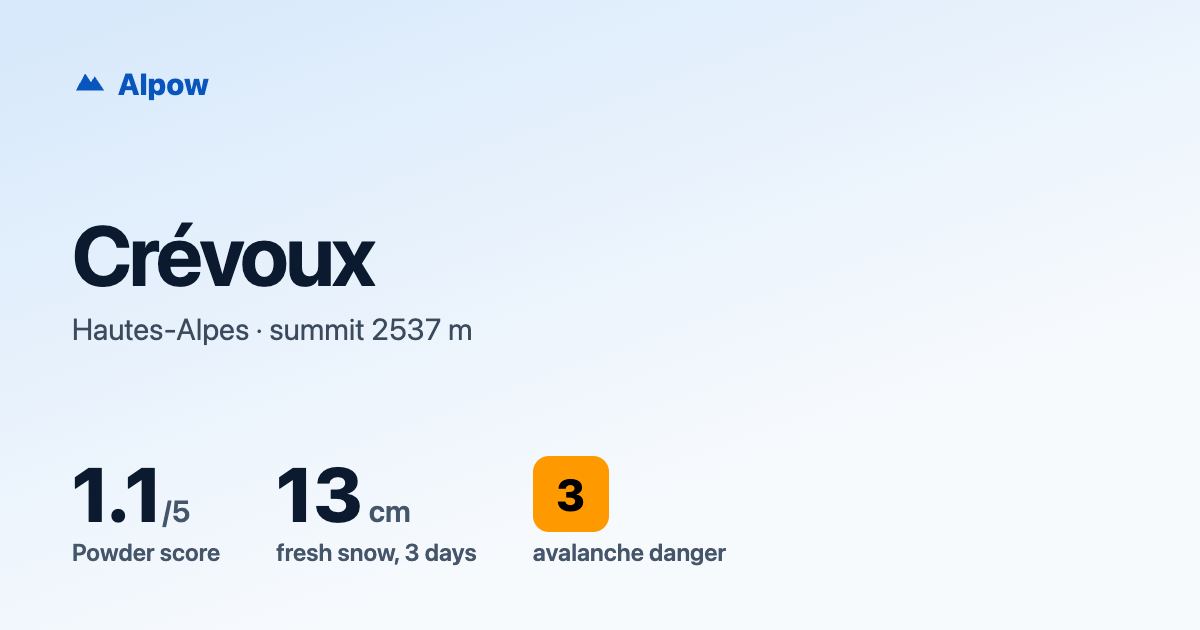 Alpow
Crévoux
Hautes-Alpes · summit 2537 m
1.1/5
Powder score
13 cm
fresh snow, 3 days
3
avalanche danger